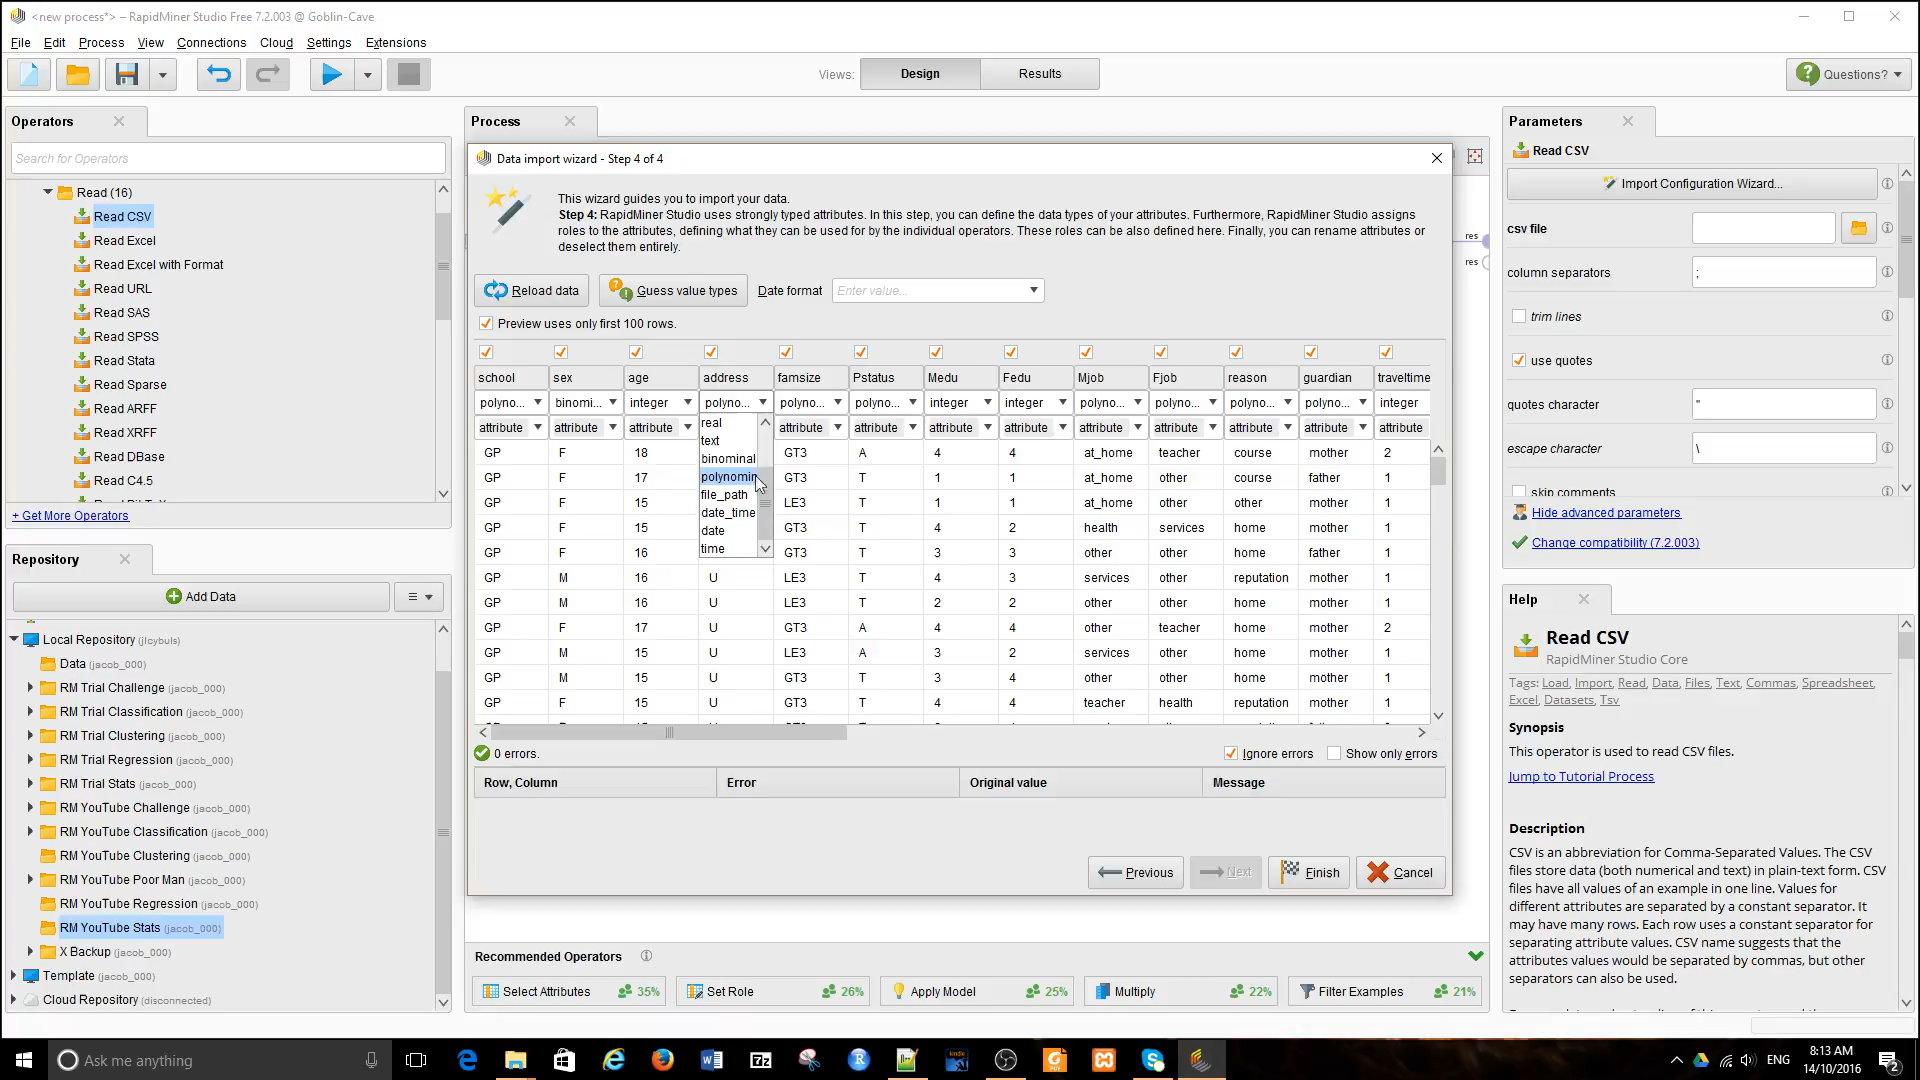 <new process*> – RapidMiner Studio Free 7.2.003 @ Goblin-Cave
File Edit Process View Connections Cloud Settings Extensions
Views: Design Results
Questions?
Operators
Search for Operators
Read (16)
Read CSV
Read Excel
Read Excel with Format
Read URL
Read SAS
Read SPSS
Read Stata
Read Sparse
Read ARFF
Read XRFF
Read DBase
Read C4.5
+ Get More Operators
Repository
Add Data
Local Repository (jlcybuls)
Data (jacob_000)
RM Trial Challenge (jacob_000)
RM Trial Classification (jacob_000)
RM Trial Clustering (jacob_000)
RM Trial Regression (jacob_000)
RM Trial Stats (jacob_000)
RM YouTube Challenge (jacob_000)
RM YouTube Classification (jacob_000)
RM YouTube Clustering (jacob_000)
RM YouTube Poor Man (jacob_000)
RM YouTube Regression (jacob_000)
RM YouTube Stats (jacob_000)
X Backup (jacob_000)
Template (jacob_000)
Cloud Repository (disconnected)
Process
Data import wizard - Step 4 of 4
This wizard guides you to import your data.
Step 4: RapidMiner Studio uses strongly typed attributes. In this step, you can define the data types of your attributes. Furthermore, RapidMiner Studio assigns
roles to the attributes, defining what they can be used for by the individual operators. These roles can be also defined here. Finally, you can rename attributes or
deselect them entirely.
Reload data Guess value types Date format Enter value...
Preview uses only first 100 rows.
school sex age address famsize Pstatus Medu Fedu Mjob Fjob reason guardian traveltime
polyno... binomi... integer polyno... polyno... polyno... integer integer polyno... polyno... polyno... polyno... integer
attribute attribute attribute attribute attribute attribute attribute attribute attribute attribute attribute attribute
real
text
binominal
polynomin
file_path
date_time
date
time
GP F 18 GT3 A 4 4 at_home teacher course mother 2
GP F 17 GT3 T 1 1 at_home other course father 1
GP F 15 LE3 T 1 1 at_home other other mother 1
GP F 15 GT3 T 4 2 health services home mother 1
GP F 16 GT3 T 3 3 other other home father 1
GP M 16 U LE3 T 4 3 services other reputation mother 1
GP M 16 U LE3 T 2 2 other other home mother 1
GP F 17 U GT3 A 4 4 other teacher home mother 2
GP M 15 U LE3 A 3 2 services other home mother 1
GP M 15 U GT3 T 3 4 other other home mother 1
GP F 15 U GT3 T 4 4 teacher health reputation mother 1
0 errors. Ignore errors Show only errors
Row, Column Error Original value Message
Previous Next Finish Cancel
res
res
Recommended Operators
Select Attributes 35% Set Role 26% Apply Model 25% Multiply 22% Filter Examples 21%
Parameters
Read CSV
Import Configuration Wizard...
csv file
column separators ;
trim lines
use quotes
quotes character "
escape character \
skip comments
Hide advanced parameters
Change compatibility (7.2.003)
Help
Read CSV
RapidMiner Studio Core
Tags: Load, Import, Read, Data, Files, Text, Commas, Spreadsheet,
Excel, Datasets, Tsv
Synopsis
This operator is used to read CSV files.
Jump to Tutorial Process
Description
CSV is an abbreviation for Comma-Separated Values. The CSV
files store data (both numerical and text) in plain-text form. CSV
files have all values of an example in one line. Values for
different attributes are separated by a constant separator. It
may have many rows. Each row uses a constant separator for
separating attribute values. CSV name suggests that the
attributes values would be separated by commas, but other
separators can also be used.
Ask me anything
ENG
8:13 AM
14/10/2016